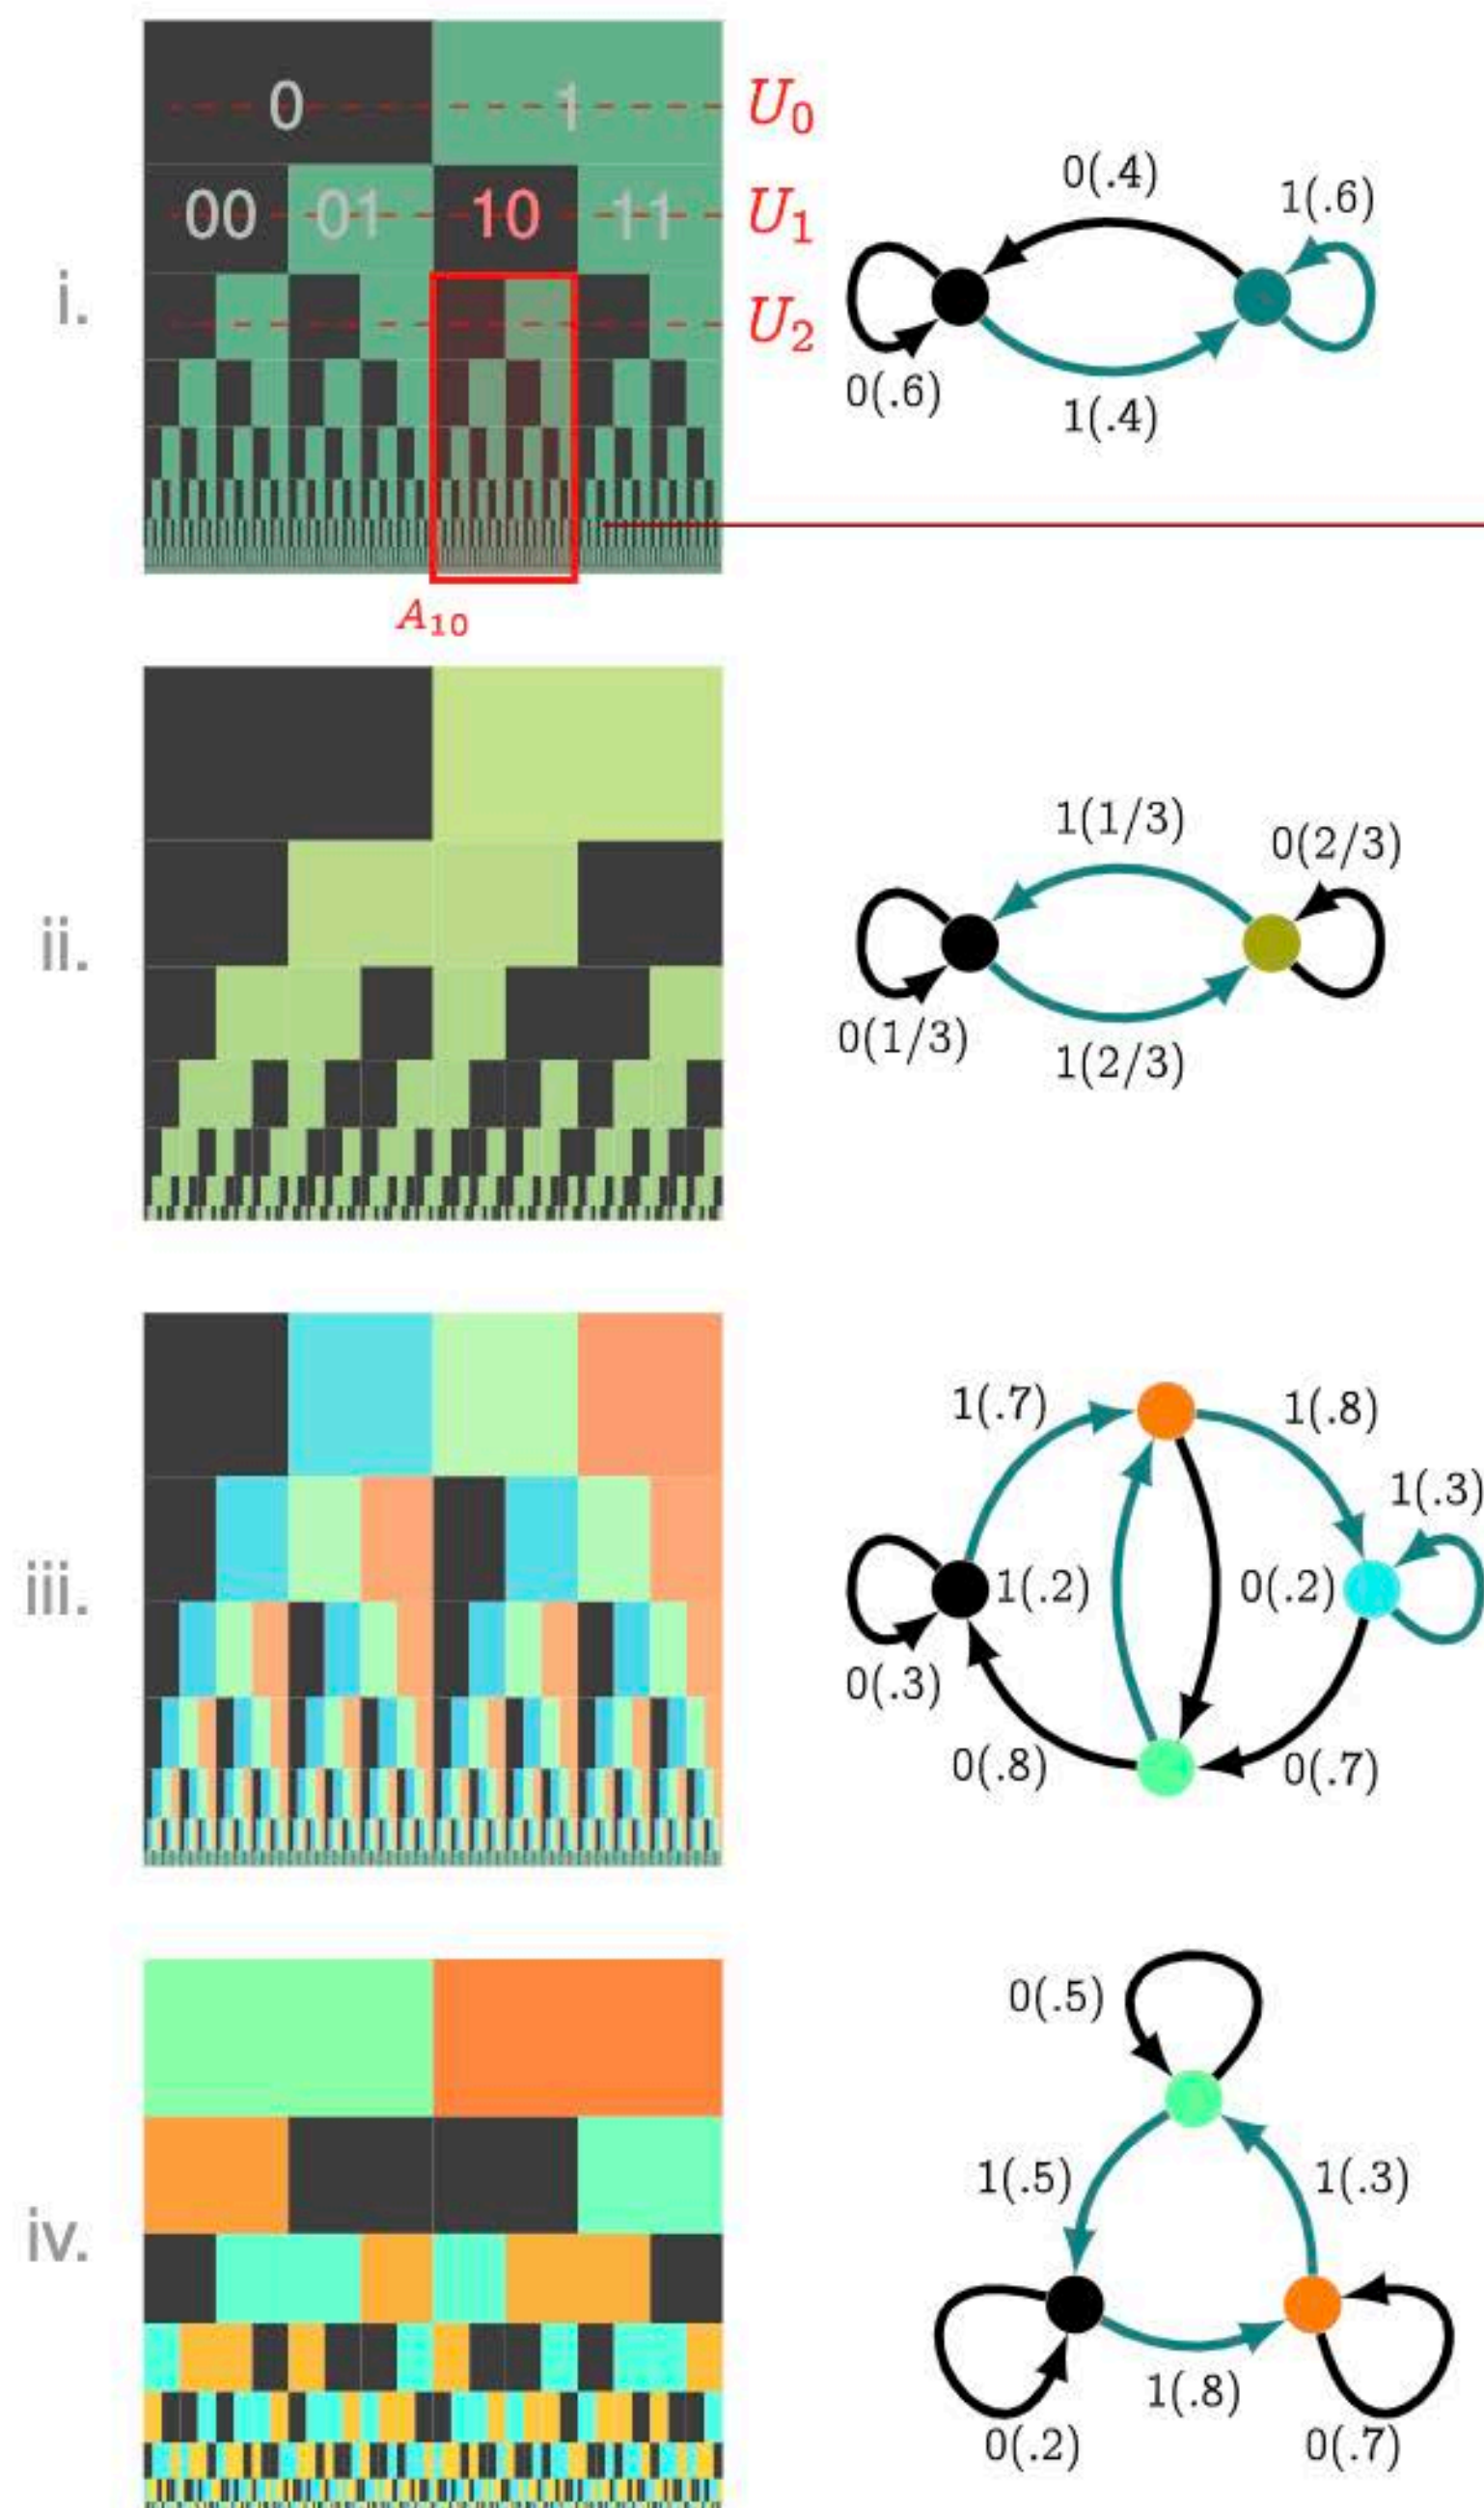 i.
0 1 U₀
00 01 10 11 U₁
U₂
A₁₀
0(.4)
1(.6)
0(.6)
1(.4)
ii.
1(1/3)
0(2/3)
0(1/3)
1(2/3)
iii.
1(.7)
1(.8)
1(.3)
1(.2)
0(.2)
0(.3)
0(.8)
0(.7)
iv.
0(.5)
1(.5)
1(.3)
1(.8)
0(.2)
0(.7)